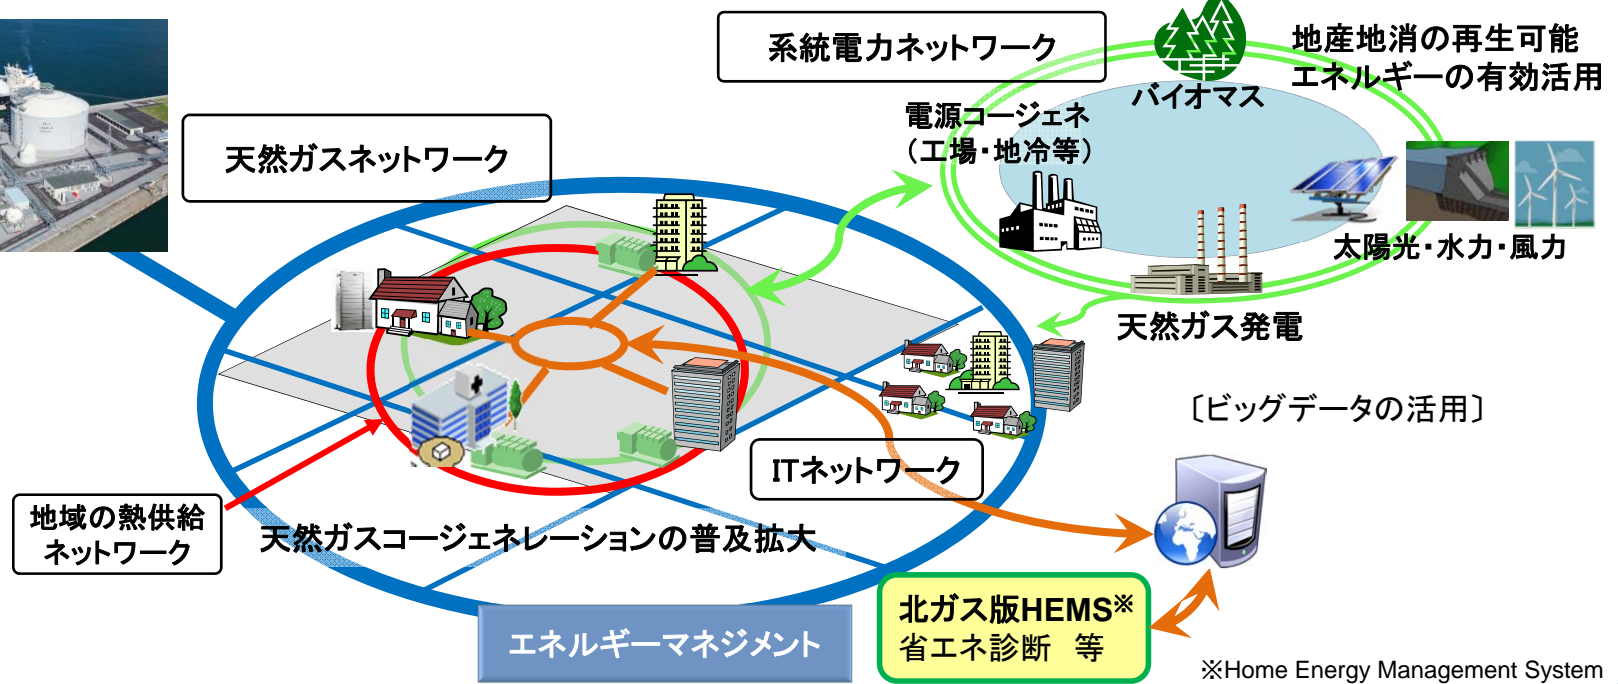 系統電力ネットワーク
地産地消の再生可能
エネルギーの有効活用
バイオマス
電源コージェネ
（工場・地冷等）
天然ガスネットワーク
太陽光・水力・風力
天然ガス発電
〔ビッグデータの活用〕
ITネットワーク
地域の熱供給
ネットワーク
天然ガスコージェネレーションの普及拡大
エネルギーマネジメント
北ガス版HEMS※
省エネ診断　等
※Home Energy Management System